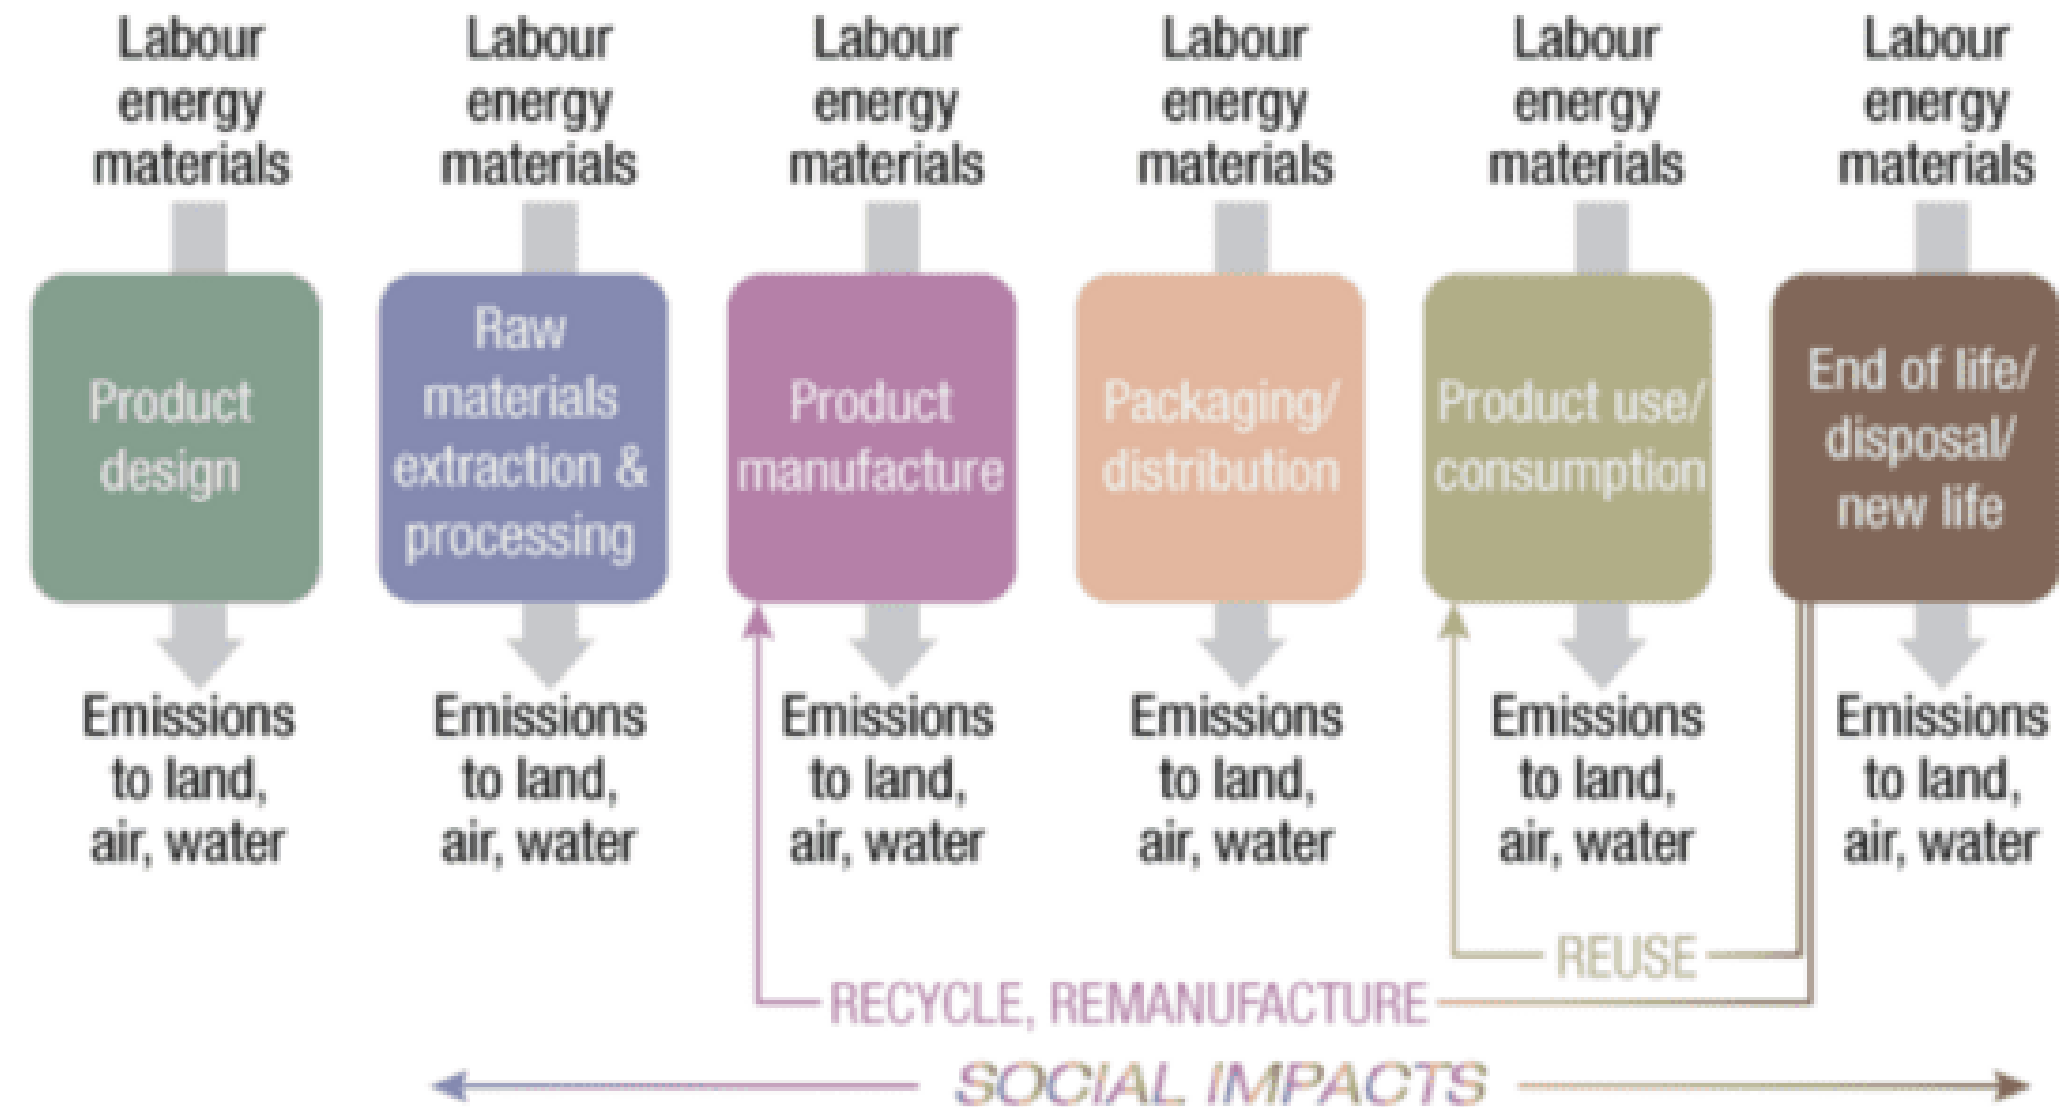 Labour
energy
materials
Labour
energy
materials
Labour
energy
materials
Labour
energy
materials
Labour
energy
materials
Labour
energy
materials
Product
design
Raw
materials
extraction &
processing
Product
manufacture
Packaging/
distribution
Product use/
consumption
End of life/
disposal/
new life
Emissions
to land,
air, water
Emissions
to land,
air, water
Emissions
to land,
air, water
Emissions
to land,
air, water
Emissions
to land,
air, water
Emissions
to land,
air, water
REUSE
RECYCLE, REMANUFACTURE
SOCIAL IMPACTS